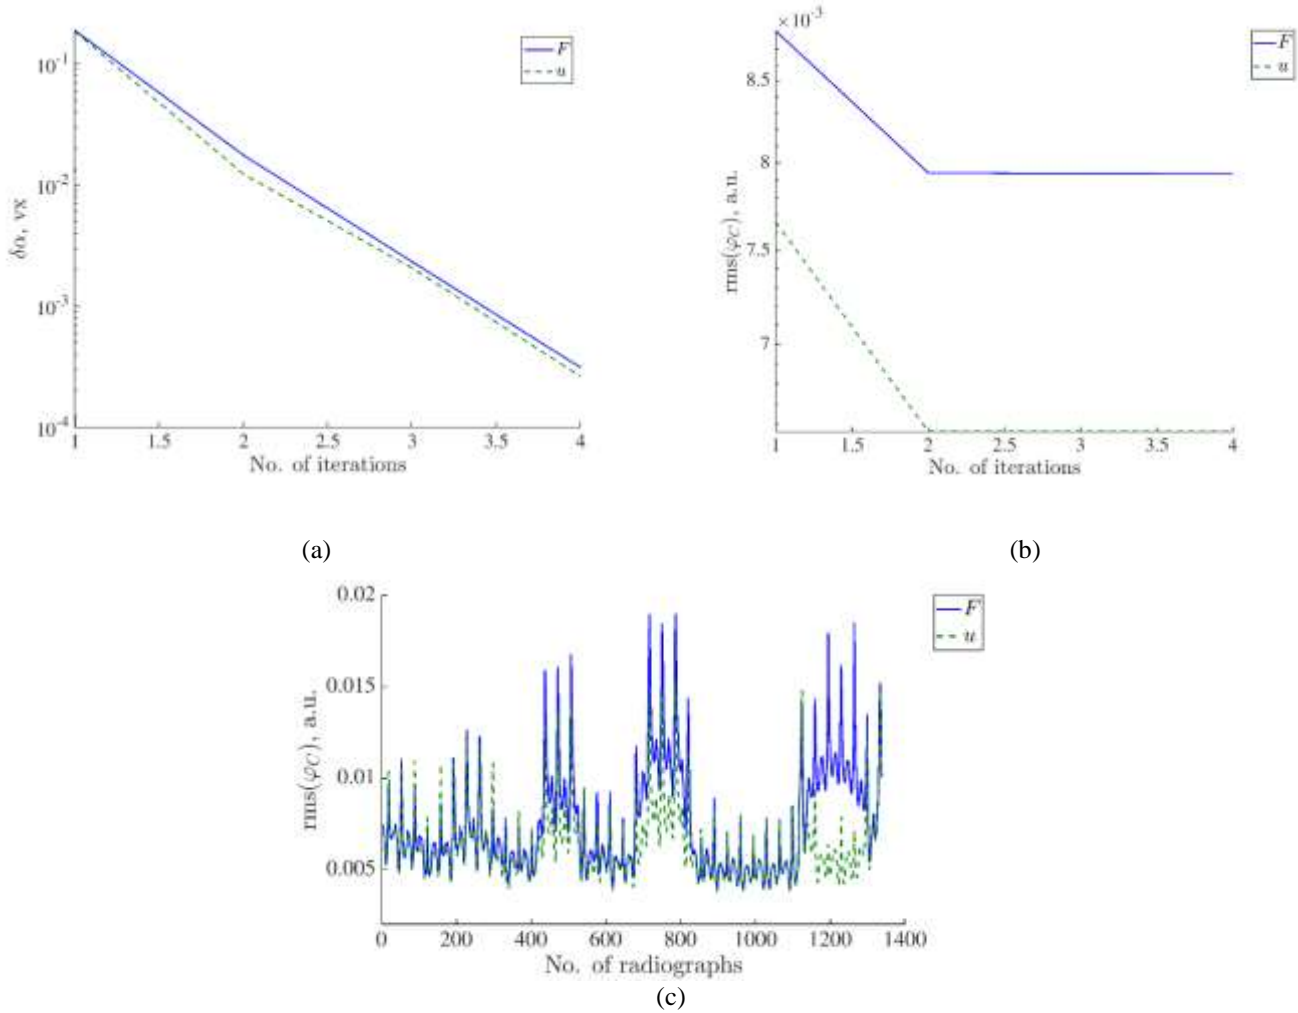 10^-1
10^-2
10^-3
10^-4
δα, vx
1 1.5 2 2.5 3 3.5 4
No. of iterations
F
u
(a)
×10^-3
8.5
8
7.5
7
rms(φC), a.u.
1 1.5 2 2.5 3 3.5 4
No. of iterations
F
u
(b)
0.02
0.015
0.01
0.005
rms(φC), a.u.
0 200 400 600 800 1000 1200 1400
No. of radiographs
F
u
(c)